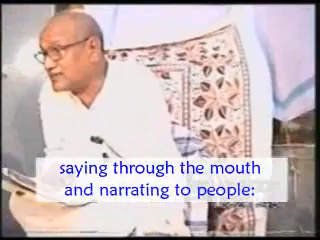 saying through the mouth
and narrating to people: